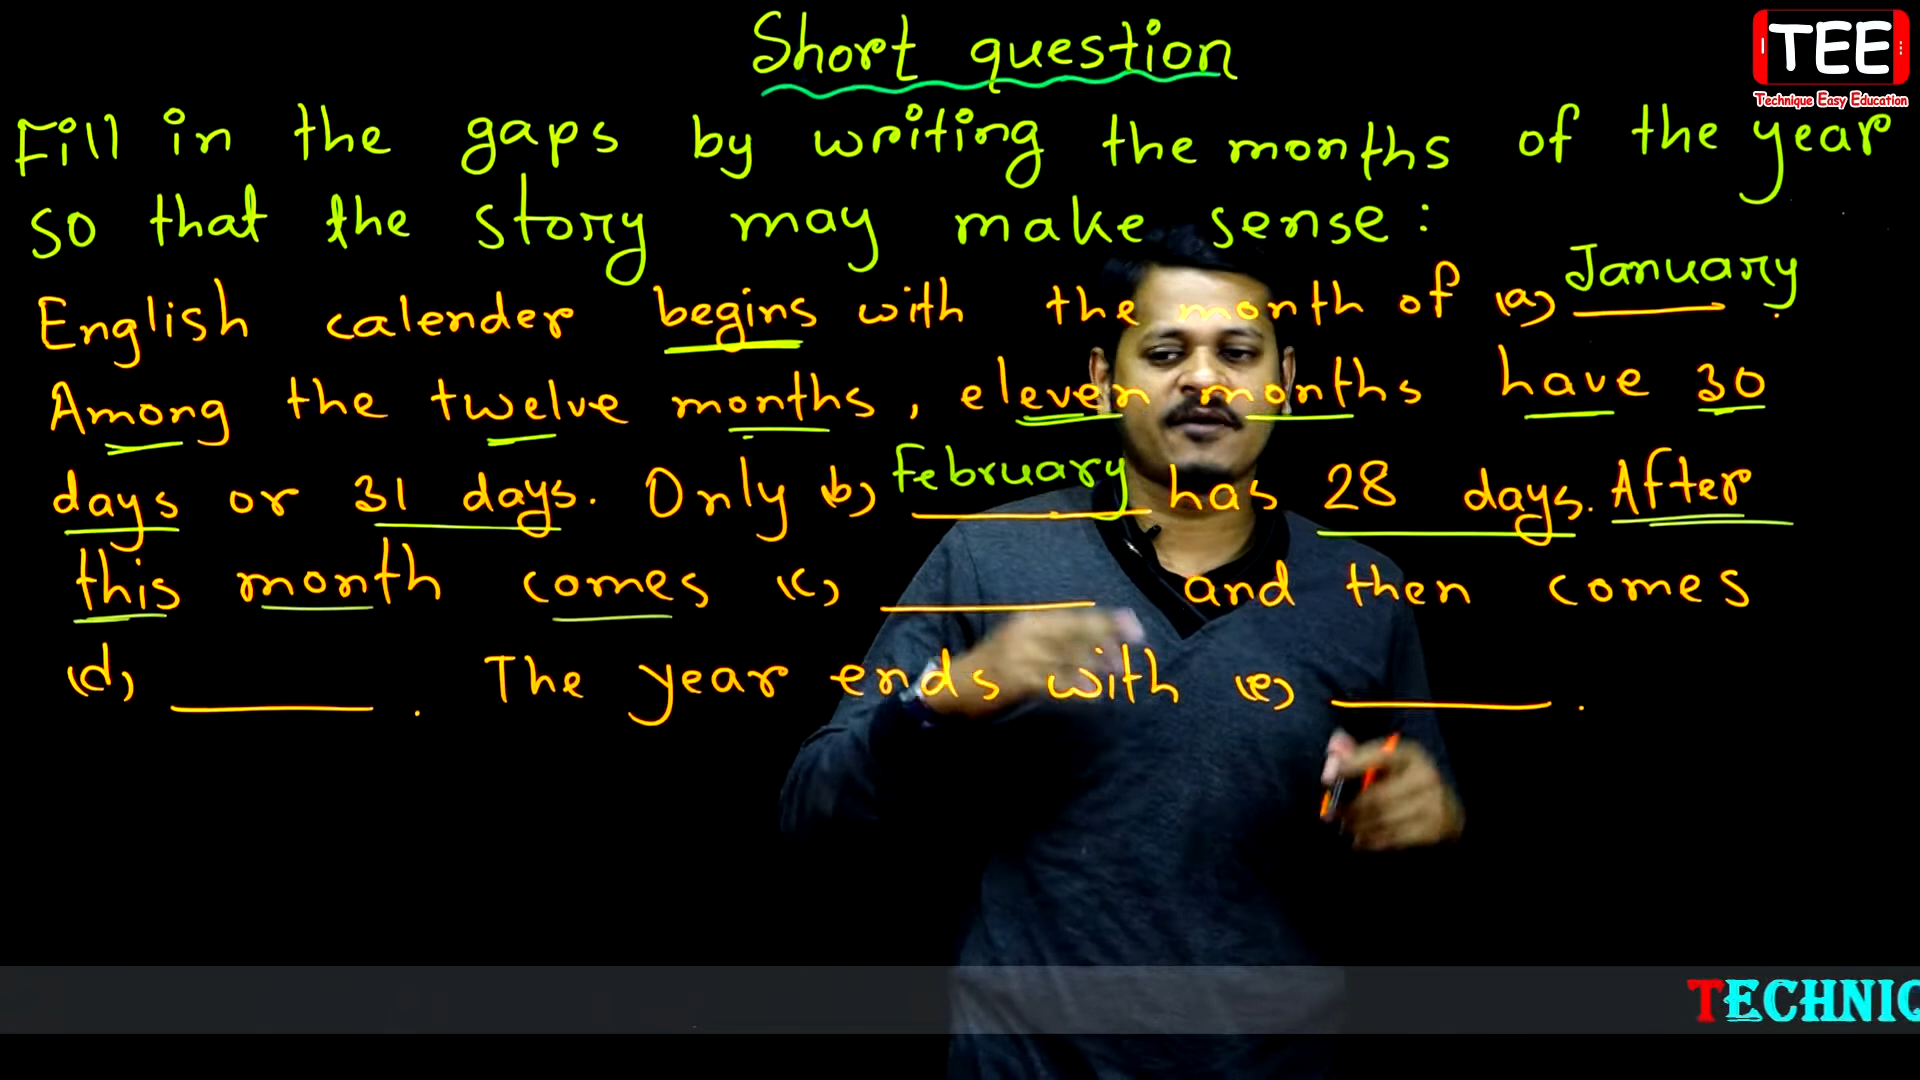 Short question
TEE
Technique Easy Education
Fill in the gaps by writing the months of the year
so that the story may make sense:
English calender begins with the month of (a) January.
Among the twelve months, eleven months have 30
days or 31 days. Only (b) February has 28 days. After
this month comes (c) ______ and then comes
(d) ______. The year ends with (e) ______.
TECHNIC